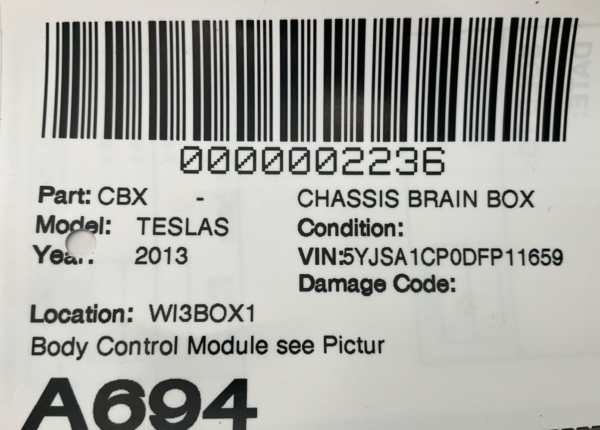 0000002236
Part: CBX - CHASSIS BRAIN BOX
Model: TESLAS Condition:
Year: 2013 VIN:5YJSA1CP0DFP11659
Damage Code:
Location: WI3BOX1
Body Control Module see Pictur
A694